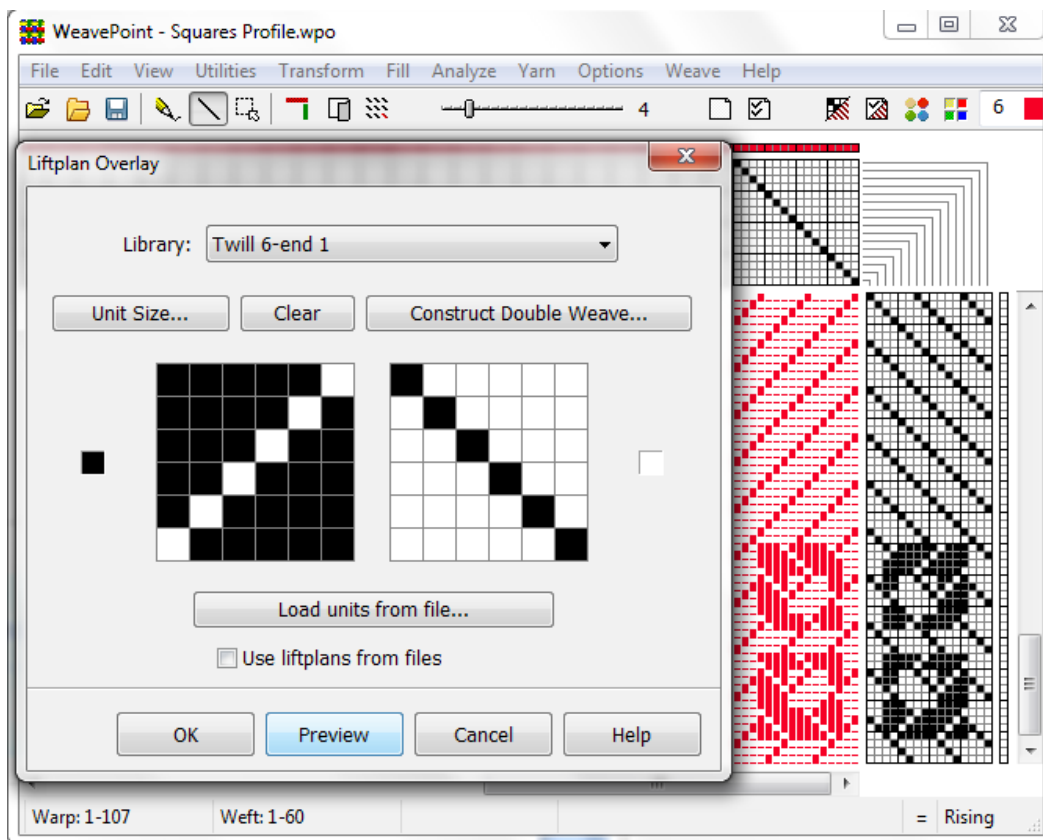 WeavePoint - Squares Profile.wpo
File Edit View Utilities Transform Fill Analyze Yarn Options Weave Help
4 6
Liftplan Overlay
Library: Twill 6-end 1
Unit Size... Clear Construct Double Weave...
Load units from file...
Use liftplans from files
OK Preview Cancel Help
Warp: 1-107 Weft: 1-60 = Rising